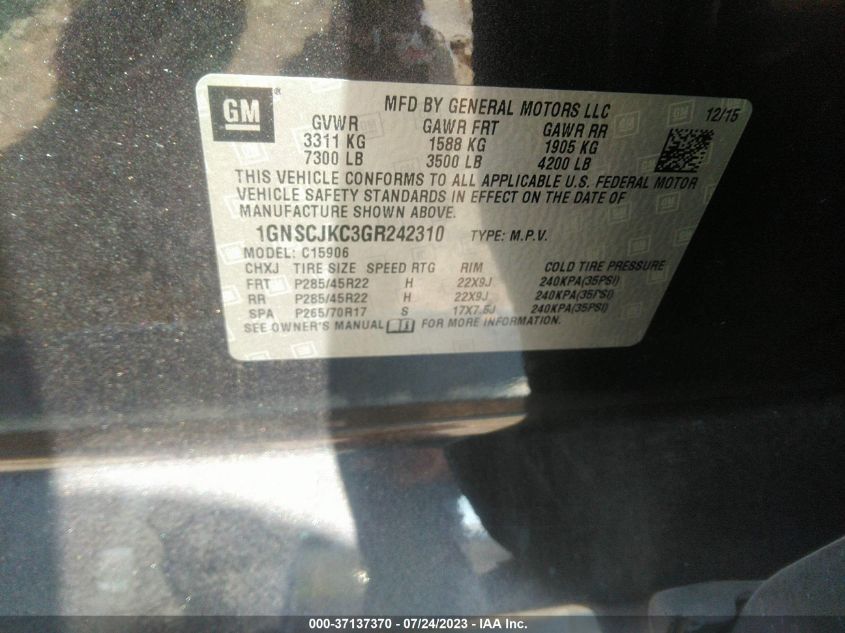 GM
MFD BY GENERAL MOTORS LLC
12/15
GVWR GAWR FRT GAWR RR
3311 KG 1588 KG 1905 KG
7300 LB 3500 LB 4200 LB
THIS VEHICLE CONFORMS TO ALL APPLICABLE U.S. FEDERAL MOTOR
VEHICLE SAFETY STANDARDS IN EFFECT ON THE DATE OF
MANUFACTURE SHOWN ABOVE.
1GNSCJKC3GR242310 TYPE: M.P.V.
MODEL: C15906
CHXJ TIRE SIZE SPEED RTG RIM COLD TIRE PRESSURE
FRT P285/45R22 H 22X9J 240KPA(35PSI)
RR P285/45R22 H 22X9J 240KPA(35PSI)
SPA P265/70R17 S 17X7.5J 240KPA(35PSI)
SEE OWNER'S MANUAL FOR MORE INFORMATION.
000-37137370 - 07/24/2023 - IAA Inc.